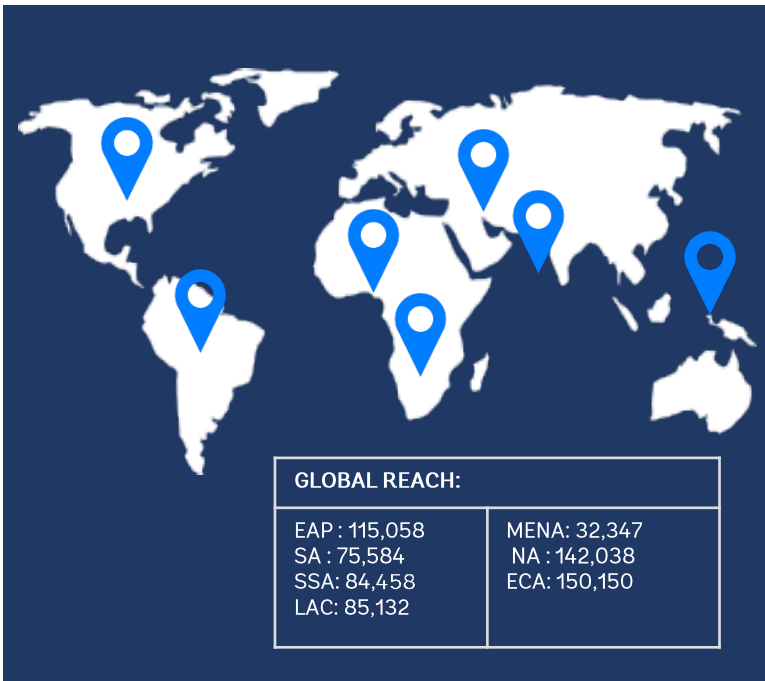 GLOBAL REACH:
EAP : 115,058
SA : 75,584
SSA: 84,458
LAC: 85,132
MENA: 32,347
NA : 142,038
ECA: 150,150